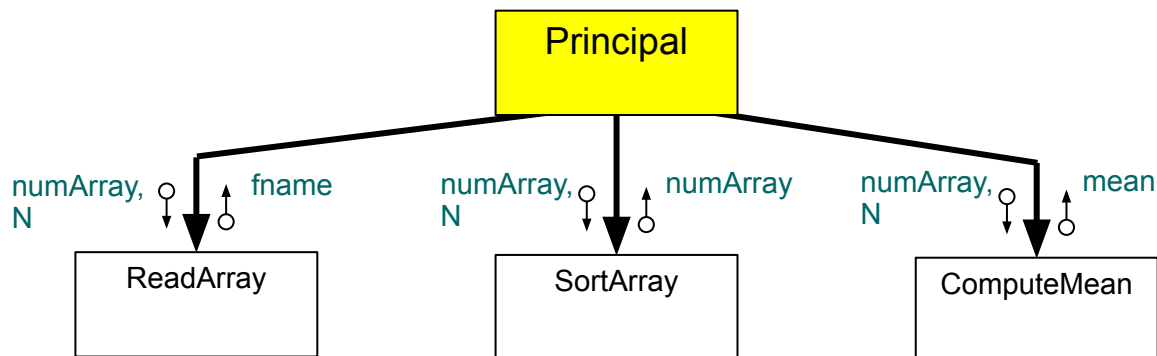 Principal
numArray,
N
fname
numArray,
N
numArray
numArray,
N
mean
ReadArray
SortArray
ComputeMean